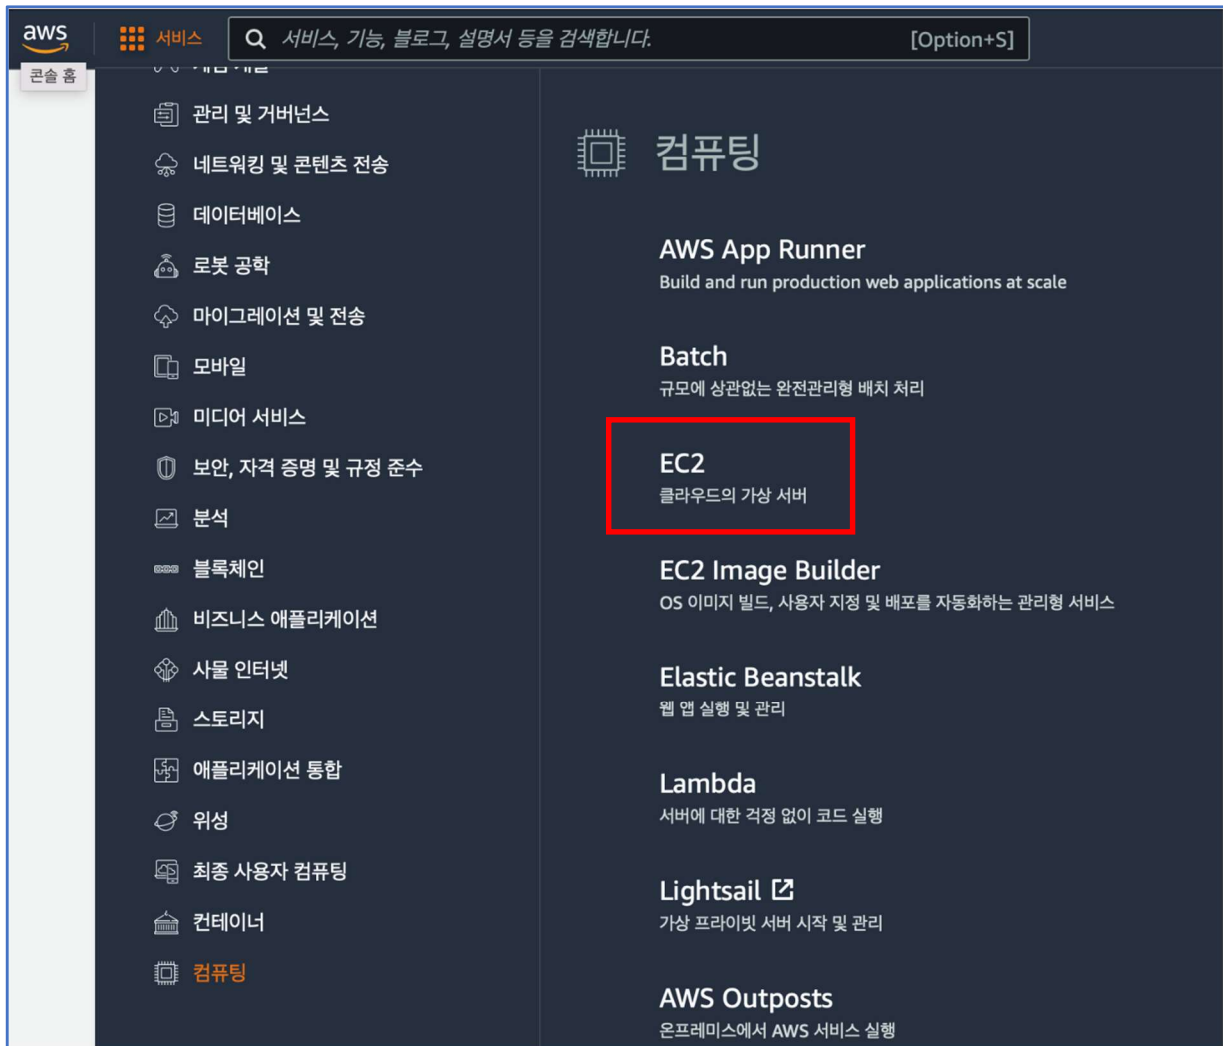 aws
서비스
서비스, 기능, 블로그, 설명서 등을 검색합니다.
[Option+S]
콘솔 홈
관리 및 거버넌스
네트워킹 및 콘텐츠 전송
데이터베이스
로봇 공학
마이그레이션 및 전송
모바일
미디어 서비스
보안, 자격 증명 및 규정 준수
분석
블록체인
비즈니스 애플리케이션
사물 인터넷
스토리지
애플리케이션 통합
위성
최종 사용자 컴퓨팅
컨테이너
컴퓨팅
컴퓨팅
AWS App Runner
Build and run production web applications at scale
Batch
규모에 상관없는 완전관리형 배치 처리
EC2
클라우드의 가상 서버
EC2 Image Builder
OS 이미지 빌드, 사용자 지정 및 배포를 자동화하는 관리형 서비스
Elastic Beanstalk
웹 앱 실행 및 관리
Lambda
서버에 대한 걱정 없이 코드 실행
Lightsail
가상 프라이빗 서버 시작 및 관리
AWS Outposts
온프레미스에서 AWS 서비스 실행